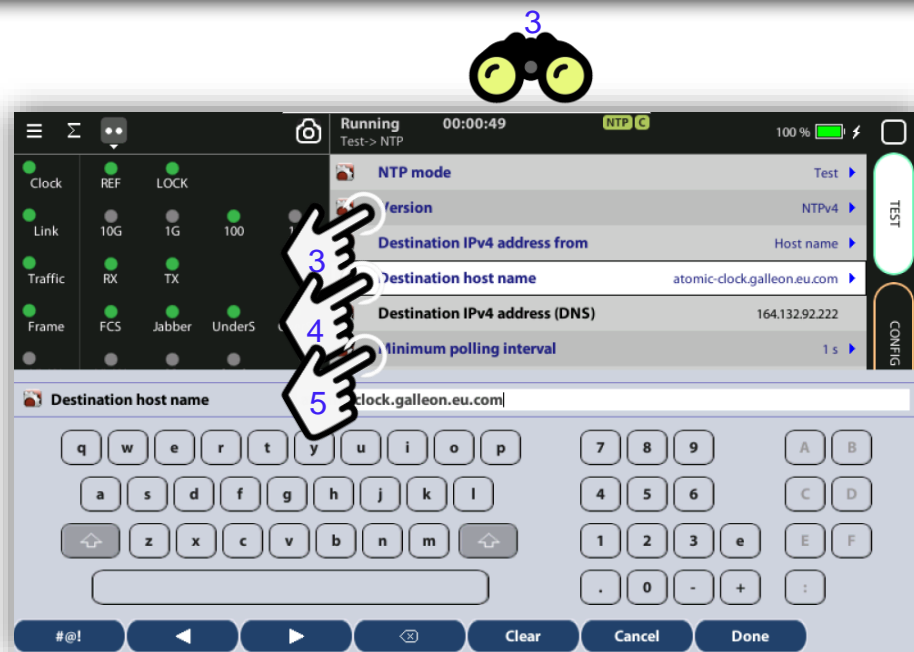 3
Running 00:00:49 NTP C 100 %
Test-> NTP
Clock REF LOCK
Link 10G 1G 100
Traffic RX TX
Frame FCS Jabber UnderS
NTP mode Test
Version NTPv4
Destination IPv4 address from Host name
Destination host name atomic-clock.galleon.eu.com
Destination IPv4 address (DNS) 164.132.92.222
Minimum polling interval 1 s
TEST
CONFIG
3
4
5
Destination host name clock.galleon.eu.com
q w e r t y u i o p 7 8 9 A B
a s d f g h j k l 4 5 6 C D
z x c v b n m 1 2 3 e E F
. 0 - + :
#@! Clear Cancel Done